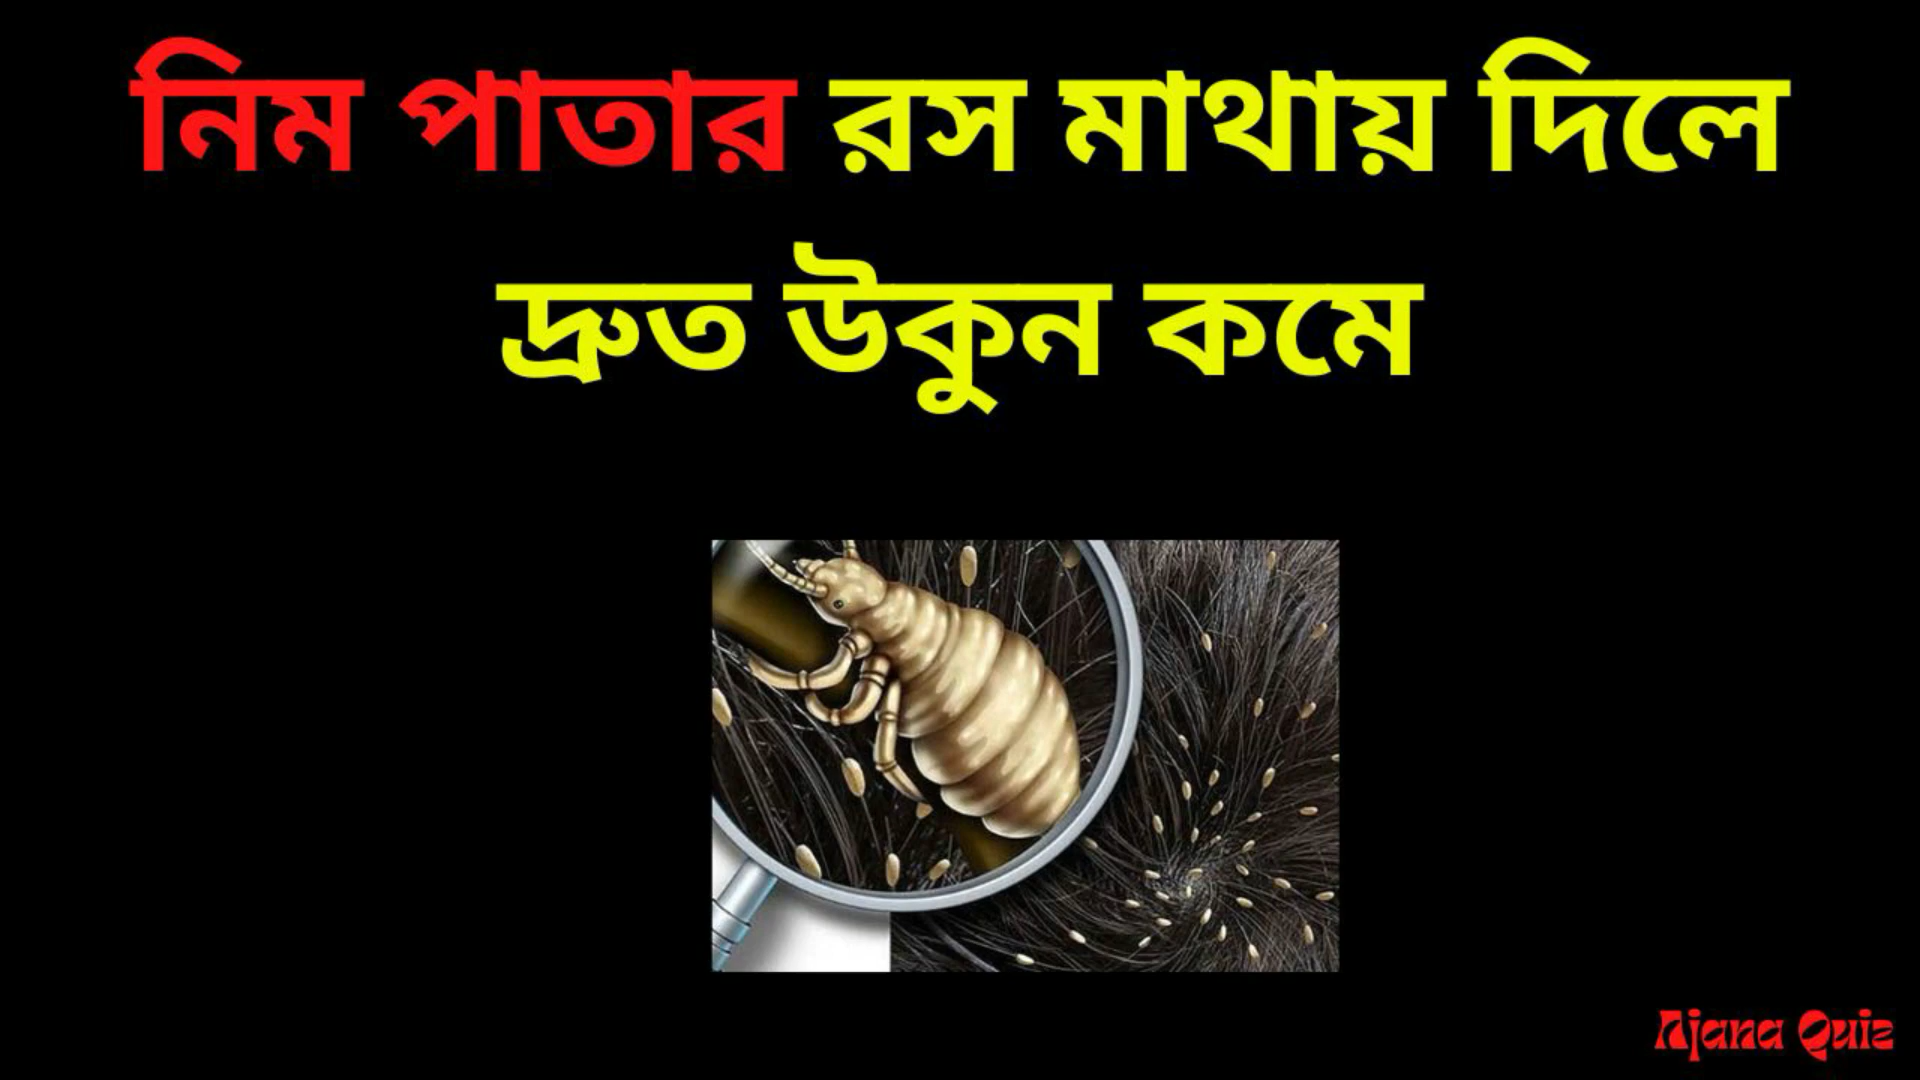 নিম পাতার রস মাথায় দিলে
দ্রুত উকুন কমে
Ajana Quiz